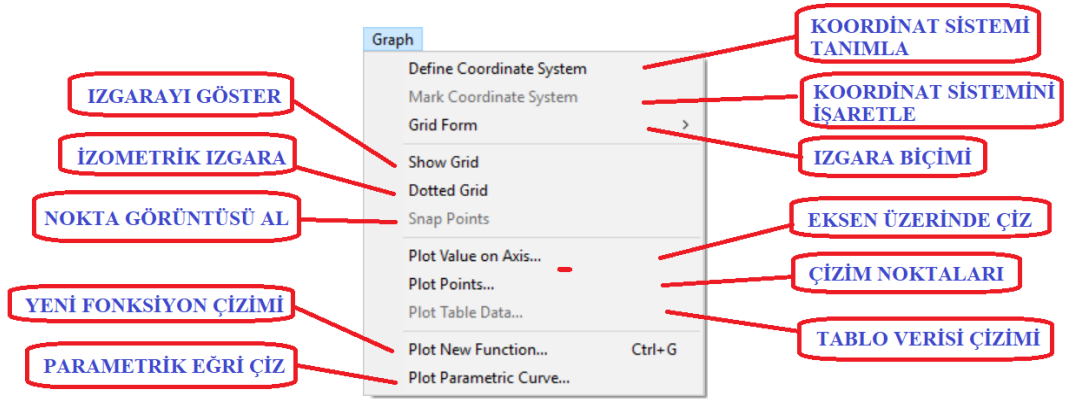 Graph
Define Coordinate System
Mark Coordinate System
Grid Form >
Show Grid
Dotted Grid
Snap Points
Plot Value on Axis...
Plot Points...
Plot Table Data...
Plot New Function... Ctrl+G
Plot Parametric Curve...
IZGARAYI GÖSTER
İZOMETRİK IZGARA
NOKTA GÖRÜNTÜSÜ AL
YENİ FONKSİYON ÇİZİMİ
PARAMETRİK EĞRİ ÇİZ
KOORDİNAT SİSTEMİ
TANIMLA
KOORDİNAT SİSTEMİNİ
İŞARETLE
IZGARA BİÇİMİ
EKSEN ÜZERİNDE ÇİZ
ÇİZİM NOKTALARI
TABLO VERİSİ ÇİZİMİ